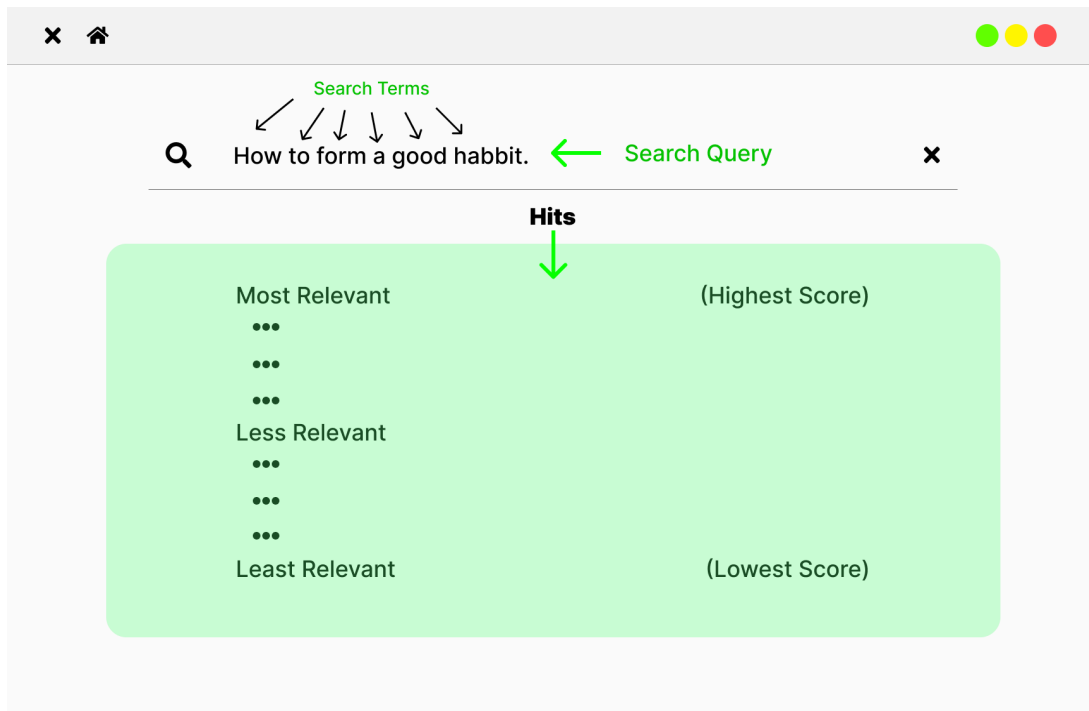 Search Terms
How to form a good habbit.
Search Query
Hits
Most Relevant (Highest Score)
•••
•••
•••
Less Relevant
•••
•••
•••
Least Relevant (Lowest Score)